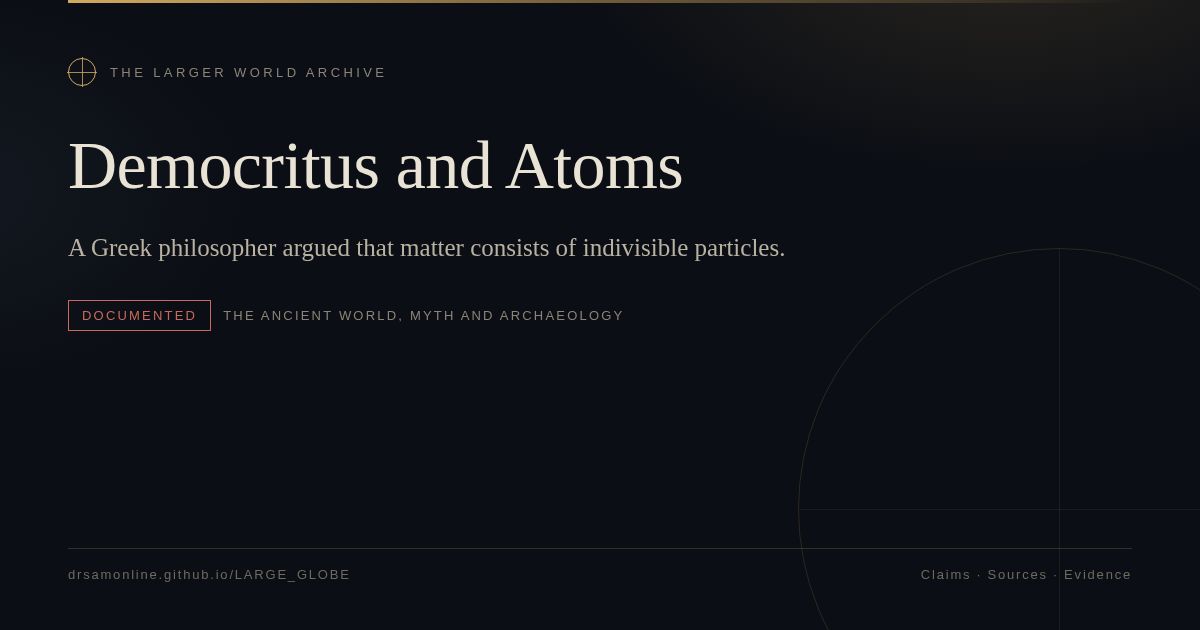 THE LARGER WORLD ARCHIVE
Democritus and Atoms
A Greek philosopher argued that matter consists of indivisible particles.
DOCUMENTED THE ANCIENT WORLD, MYTH AND ARCHAEOLOGY
drsamonline.github.io/LARGE_GLOBE Claims · Sources · Evidence